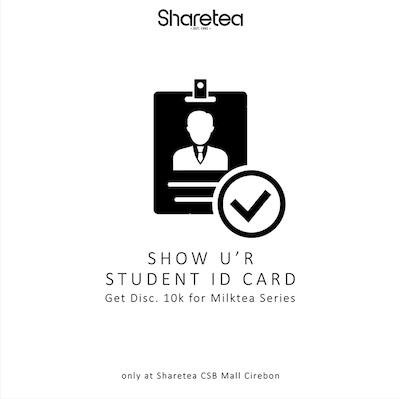 Sharetea
- EST. 1992 -
SHOW U'R
STUDENT ID CARD
Get Disc. 10k for Milktea Series
only at Sharetea CSB Mall Cirebon